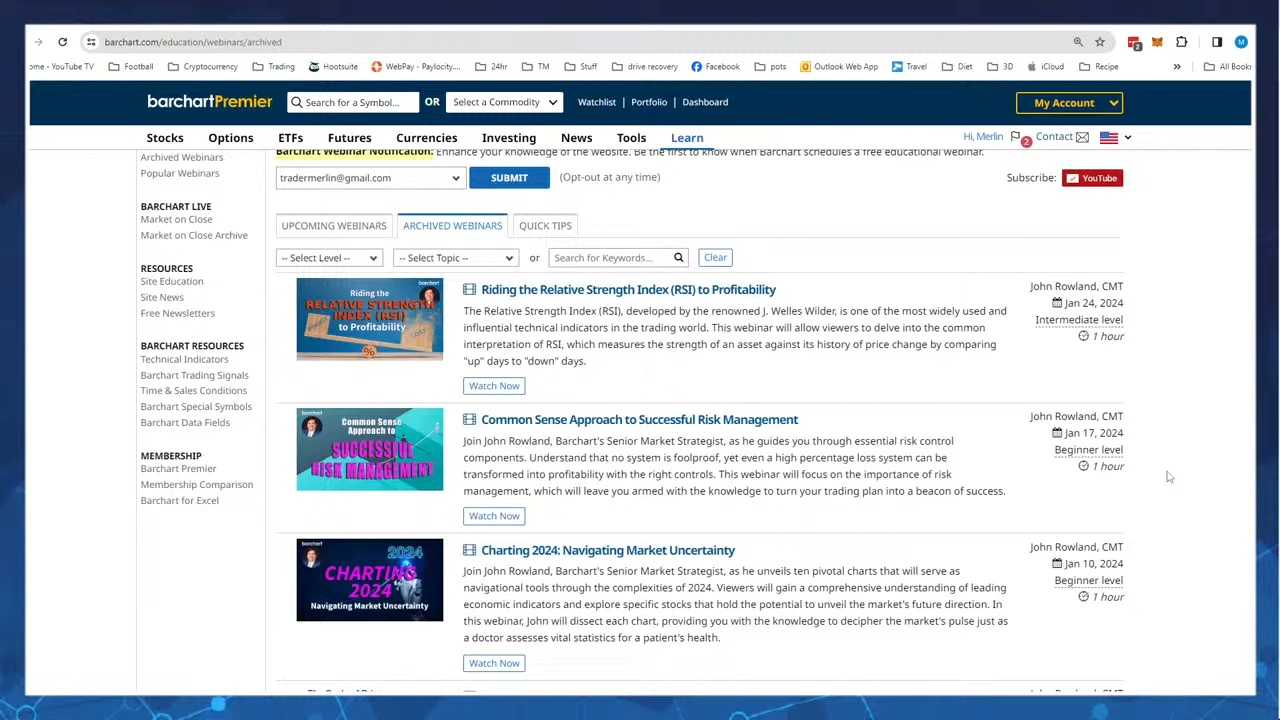 barchart.com/education/webinars/archived
2
M
ome - YouTube TV
Football
Cryptocurrency
Trading
Hootsuite
WebPay - Paylocity....
24hr
TM
Stuff
drive recovery
Facebook
pots
Outlook Web App
Travel
Diet
3D
iCloud
Recipe
»
All Book
barchartPremier
Search for a Symbol...
OR
Select a Commodity
Watchlist
Portfolio
Dashboard
My Account
Stocks
Options
ETFs
Futures
Currencies
Investing
News
Tools
Learn
Hi, Merlin
2
Contact
Archived Webinars
Popular Webinars
BARCHART LIVE
Market on Close
Market on Close Archive
RESOURCES
Site Education
Site News
Free Newsletters
BARCHART RESOURCES
Technical Indicators
Barchart Trading Signals
Time & Sales Conditions
Barchart Special Symbols
Barchart Data Fields
MEMBERSHIP
Barchart Premier
Membership Comparison
Barchart for Excel
Barchart Webinar Notification: Enhance your knowledge of the website. Be the first to know when Barchart schedules a free educational webinar.
tradermerlin@gmail.com
SUBMIT
(Opt-out at any time)
Subscribe:
YouTube
UPCOMING WEBINARS
ARCHIVED WEBINARS
QUICK TIPS
-- Select Level --
-- Select Topic --
or
Search for Keywords...
Clear
barchart
Riding the
RELATIVE STRENGTH
INDEX (RSI)
to Profitability
%
Riding the Relative Strength Index (RSI) to Profitability
The Relative Strength Index (RSI), developed by the renowned J. Welles Wilder, is one of the most widely used and
influential technical indicators in the trading world. This webinar will allow viewers to delve into the common
interpretation of RSI, which measures the strength of an asset against its history of price change by comparing
"up" days to "down" days.
Watch Now
John Rowland, CMT
Jan 24, 2024
Intermediate level
1 hour
barchart
Common Sense
Approach to
SUCCESSFUL
RISK MANAGEMENT
Common Sense Approach to Successful Risk Management
Join John Rowland, Barchart's Senior Market Strategist, as he guides you through essential risk control
components. Understand that no system is foolproof, yet even a high percentage loss system can be
transformed into profitability with the right controls. This webinar will focus on the importance of risk
management, which will leave you armed with the knowledge to turn your trading plan into a beacon of success.
Watch Now
John Rowland, CMT
Jan 17, 2024
Beginner level
1 hour
barchart
2024
CHARTING
2024
Navigating Market Uncertainty
Charting 2024: Navigating Market Uncertainty
Join John Rowland, Barchart's Senior Market Strategist, as he unveils ten pivotal charts that will serve as
navigational tools through the complexities of 2024. Viewers will gain a comprehensive understanding of leading
economic indicators and explore specific stocks that hold the potential to unveil the market's future direction. In
this webinar, John will dissect each chart, providing you with the knowledge to decipher the market's pulse just as
a doctor assesses vital statistics for a patient's health.
Watch Now
John Rowland, CMT
Jan 10, 2024
Beginner level
1 hour
John Rowland, CMT